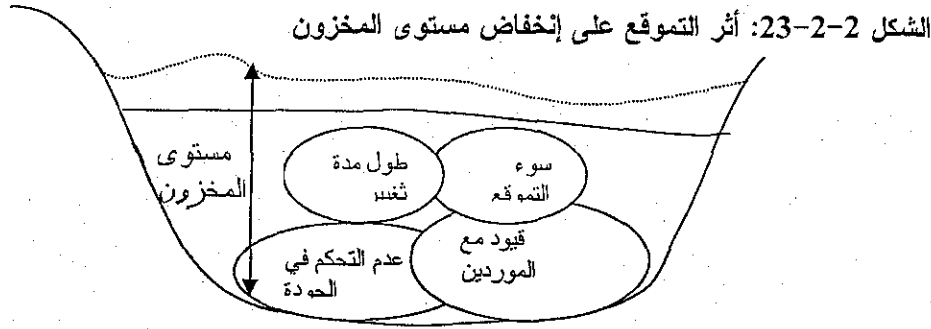 الشكل 2-2-23: أثر التموقع على إنخفاض مستوى المخزون
مستوى
المخزون
طول مدة
تغيير
سوء
التموقع
عدم التحكم في
الجودة
قيود مع
الموردين